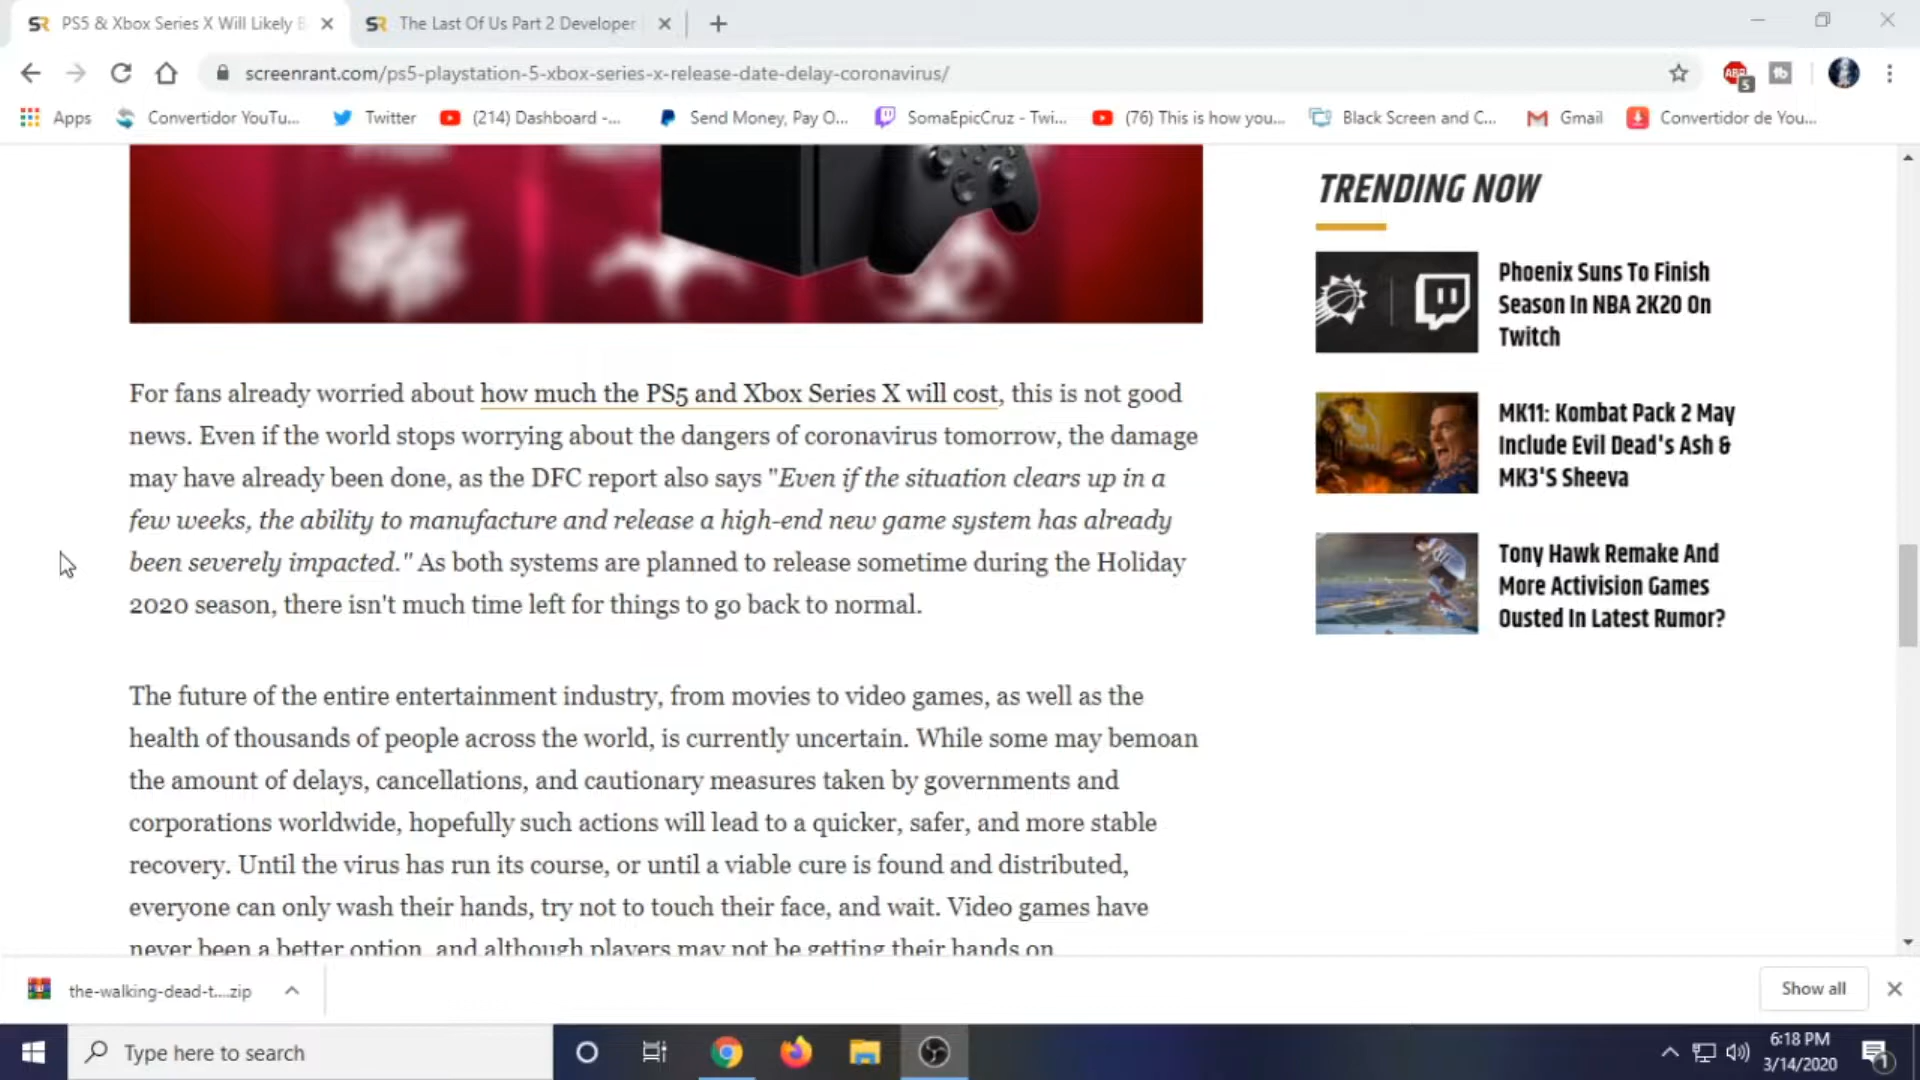 PS5 & Xbox Series X Will Likely B
The Last Of Us Part 2 Developer
screenrant.com/ps5-playstation-5-xbox-series-x-release-date-delay-coronavirus/
ABP
5
Apps
Convertidor YouTu...
Twitter
(214) Dashboard -...
Send Money, Pay O...
SomaEpicCruz - Twi...
(76) This is how you...
Black Screen and C...
Gmail
Convertidor de You...
For fans already worried about how much the PS5 and Xbox Series X will cost, this is not good
news. Even if the world stops worrying about the dangers of coronavirus tomorrow, the damage
may have already been done, as the DFC report also says "Even if the situation clears up in a
few weeks, the ability to manufacture and release a high-end new game system has already
been severely impacted." As both systems are planned to release sometime during the Holiday
2020 season, there isn't much time left for things to go back to normal.
The future of the entire entertainment industry, from movies to video games, as well as the
health of thousands of people across the world, is currently uncertain. While some may bemoan
the amount of delays, cancellations, and cautionary measures taken by governments and
corporations worldwide, hopefully such actions will lead to a quicker, safer, and more stable
recovery. Until the virus has run its course, or until a viable cure is found and distributed,
everyone can only wash their hands, try not to touch their face, and wait. Video games have
never been a better option, and although players may not be getting their hands on
TRENDING NOW
Phoenix Suns To Finish
Season In NBA 2K20 On
Twitch
MK11: Kombat Pack 2 May
Include Evil Dead's Ash &
MK3'S Sheeva
Tony Hawk Remake And
More Activision Games
Ousted In Latest Rumor?
the-walking-dead-t....zip
Show all
Type here to search
6:18 PM
3/14/2020
1